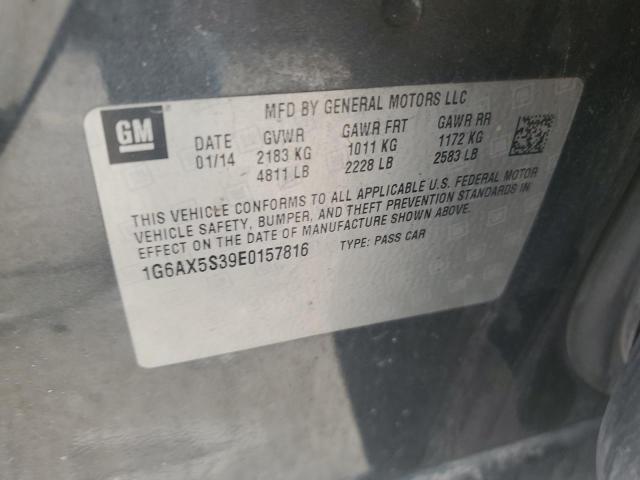 GM
MFD BY GENERAL MOTORS LLC
DATE GVWR GAWR FRT GAWR RR
01/14 2183 KG 1011 KG 1172 KG
4811 LB 2228 LB 2583 LB
THIS VEHICLE CONFORMS TO ALL APPLICABLE U.S. FEDERAL MOTOR
VEHICLE SAFETY, BUMPER, AND THEFT PREVENTION STANDARDS IN
EFFECT ON THE DATE OF MANUFACTURE SHOWN ABOVE.
1G6AX5S39E0157816 TYPE: PASS CAR